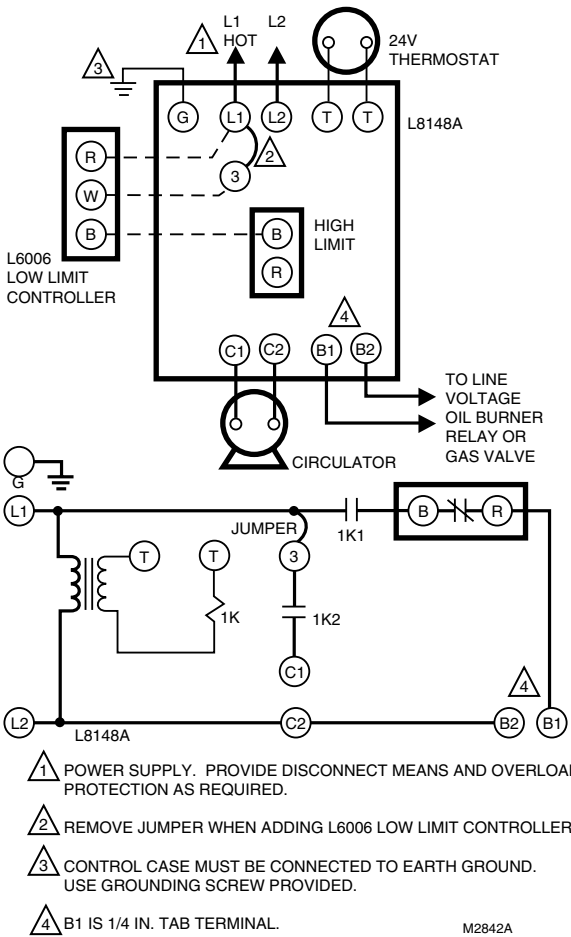 L1
HOT
L2
1
24V
THERMOSTAT
3
G
L1
L2
T
T
L8148A
2
3
R
W
B
L6006
LOW LIMIT
CONTROLLER
B
R
HIGH
LIMIT
4
C1
C2
B1
B2
TO LINE
VOLTAGE
OIL BURNER
RELAY OR
GAS VALVE
CIRCULATOR
G
L1
JUMPER
1K1
B
R
T
T
3
1K
1K2
C1
4
L2
C2
B2
B1
L8148A
1 POWER SUPPLY. PROVIDE DISCONNECT MEANS AND OVERLOA
PROTECTION AS REQUIRED.
2 REMOVE JUMPER WHEN ADDING L6006 LOW LIMIT CONTROLLER
3 CONTROL CASE MUST BE CONNECTED TO EARTH GROUND.
USE GROUNDING SCREW PROVIDED.
4 B1 IS 1/4 IN. TAB TERMINAL.
M2842A